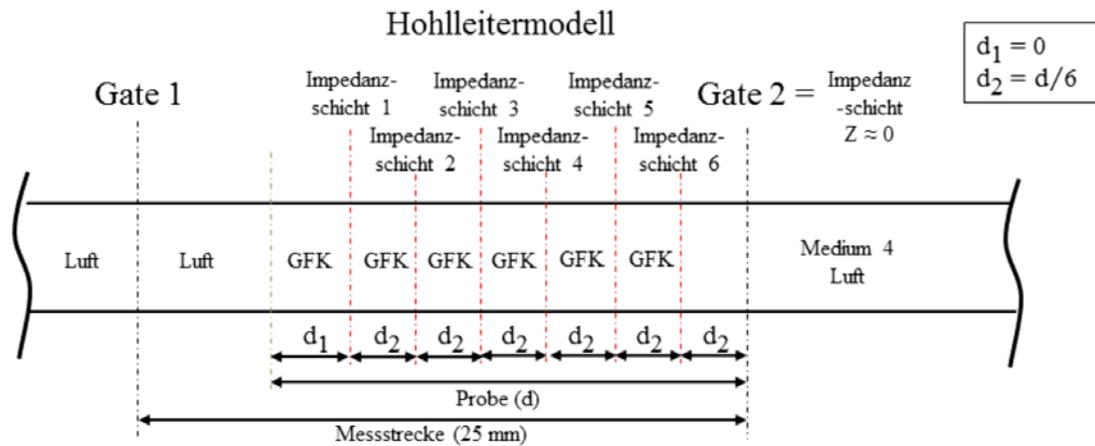 Hohlleitermodell
d₁ = 0
d₂ = d/6
Gate 1
Impedanz-
schicht 1
Impedanz-
schicht 3
Impedanz-
schicht 5
Gate 2 =
Impedanz
-schicht
Z ≈ 0
Impedanz-
schicht 2
Impedanz-
schicht 4
Impedanz-
schicht 6
Luft
Luft
GFK
GFK
GFK
GFK
GFK
GFK
Medium 4
Luft
d₁
d₂
d₂
d₂
d₂
d₂
d₂
Probe (d)
Messstrecke (25 mm)